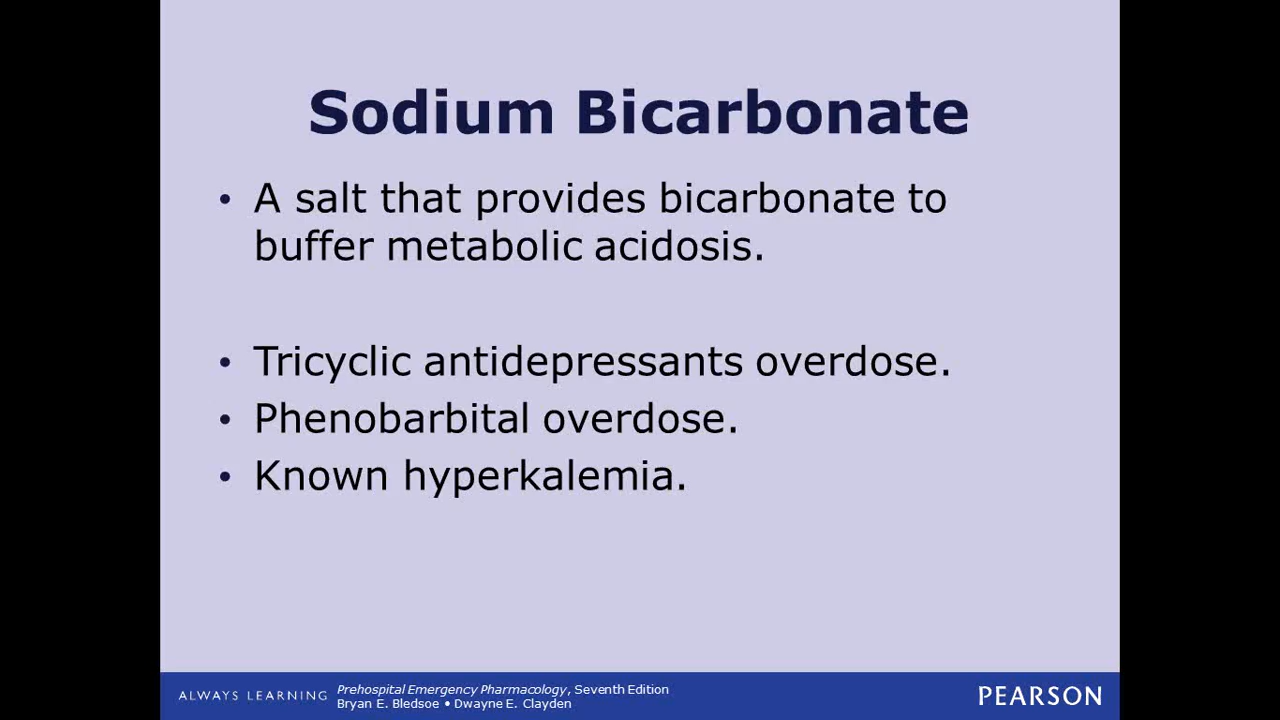 Sodium Bicarbonate
• A salt that provides bicarbonate to
buffer metabolic acidosis.
• Tricyclic antidepressants overdose.
• Phenobarbital overdose.
• Known hyperkalemia.
ALWAYS LEARNING
Prehospital Emergency Pharmacology, Seventh Edition
Bryan E. Bledsoe • Dwayne E. Clayden
PEARSON